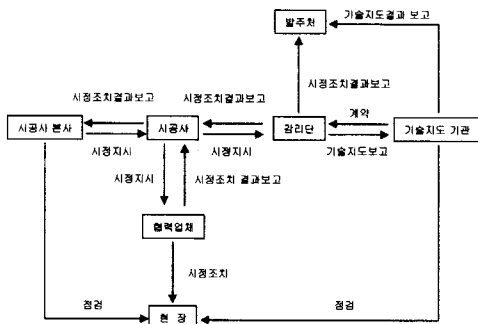 발주처
기술지도결과 보고
시정조치결과보고
시정조치결과보고
시정조치결과보고
계약
시공사 본사
시공사
감리단
기술지도 기관
시정지시
시정지시
기술지도보고
시정지시
시정조치 결과보고
협력업체
시정조치
점검
점검
현 장